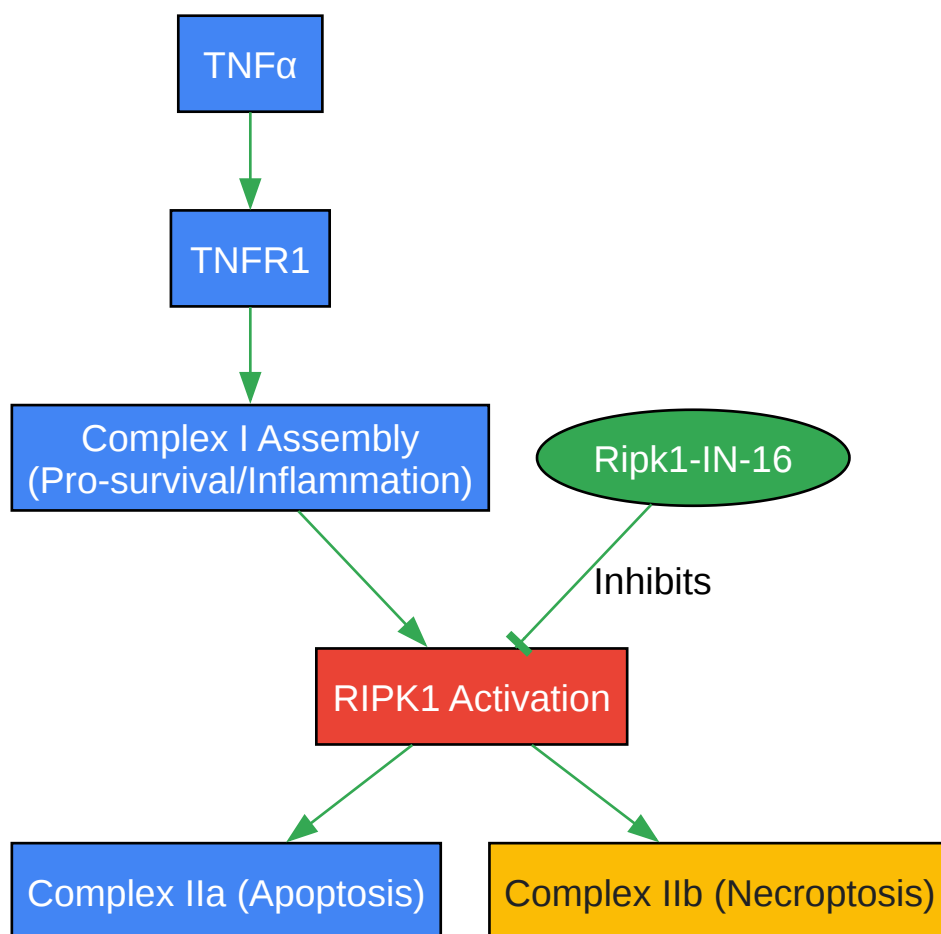 TNFα
TNFR1
Complex I Assembly
(Pro-survival/Inflammation)
Ripk1-IN-16
Inhibits
RIPK1 Activation
Complex IIa (Apoptosis)
Complex IIb (Necroptosis)